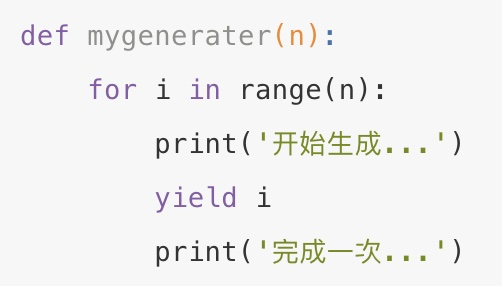 def mygenerater(n):
    for i in range(n):
        print('开始生成...')
        yield i
        print('完成一次...')